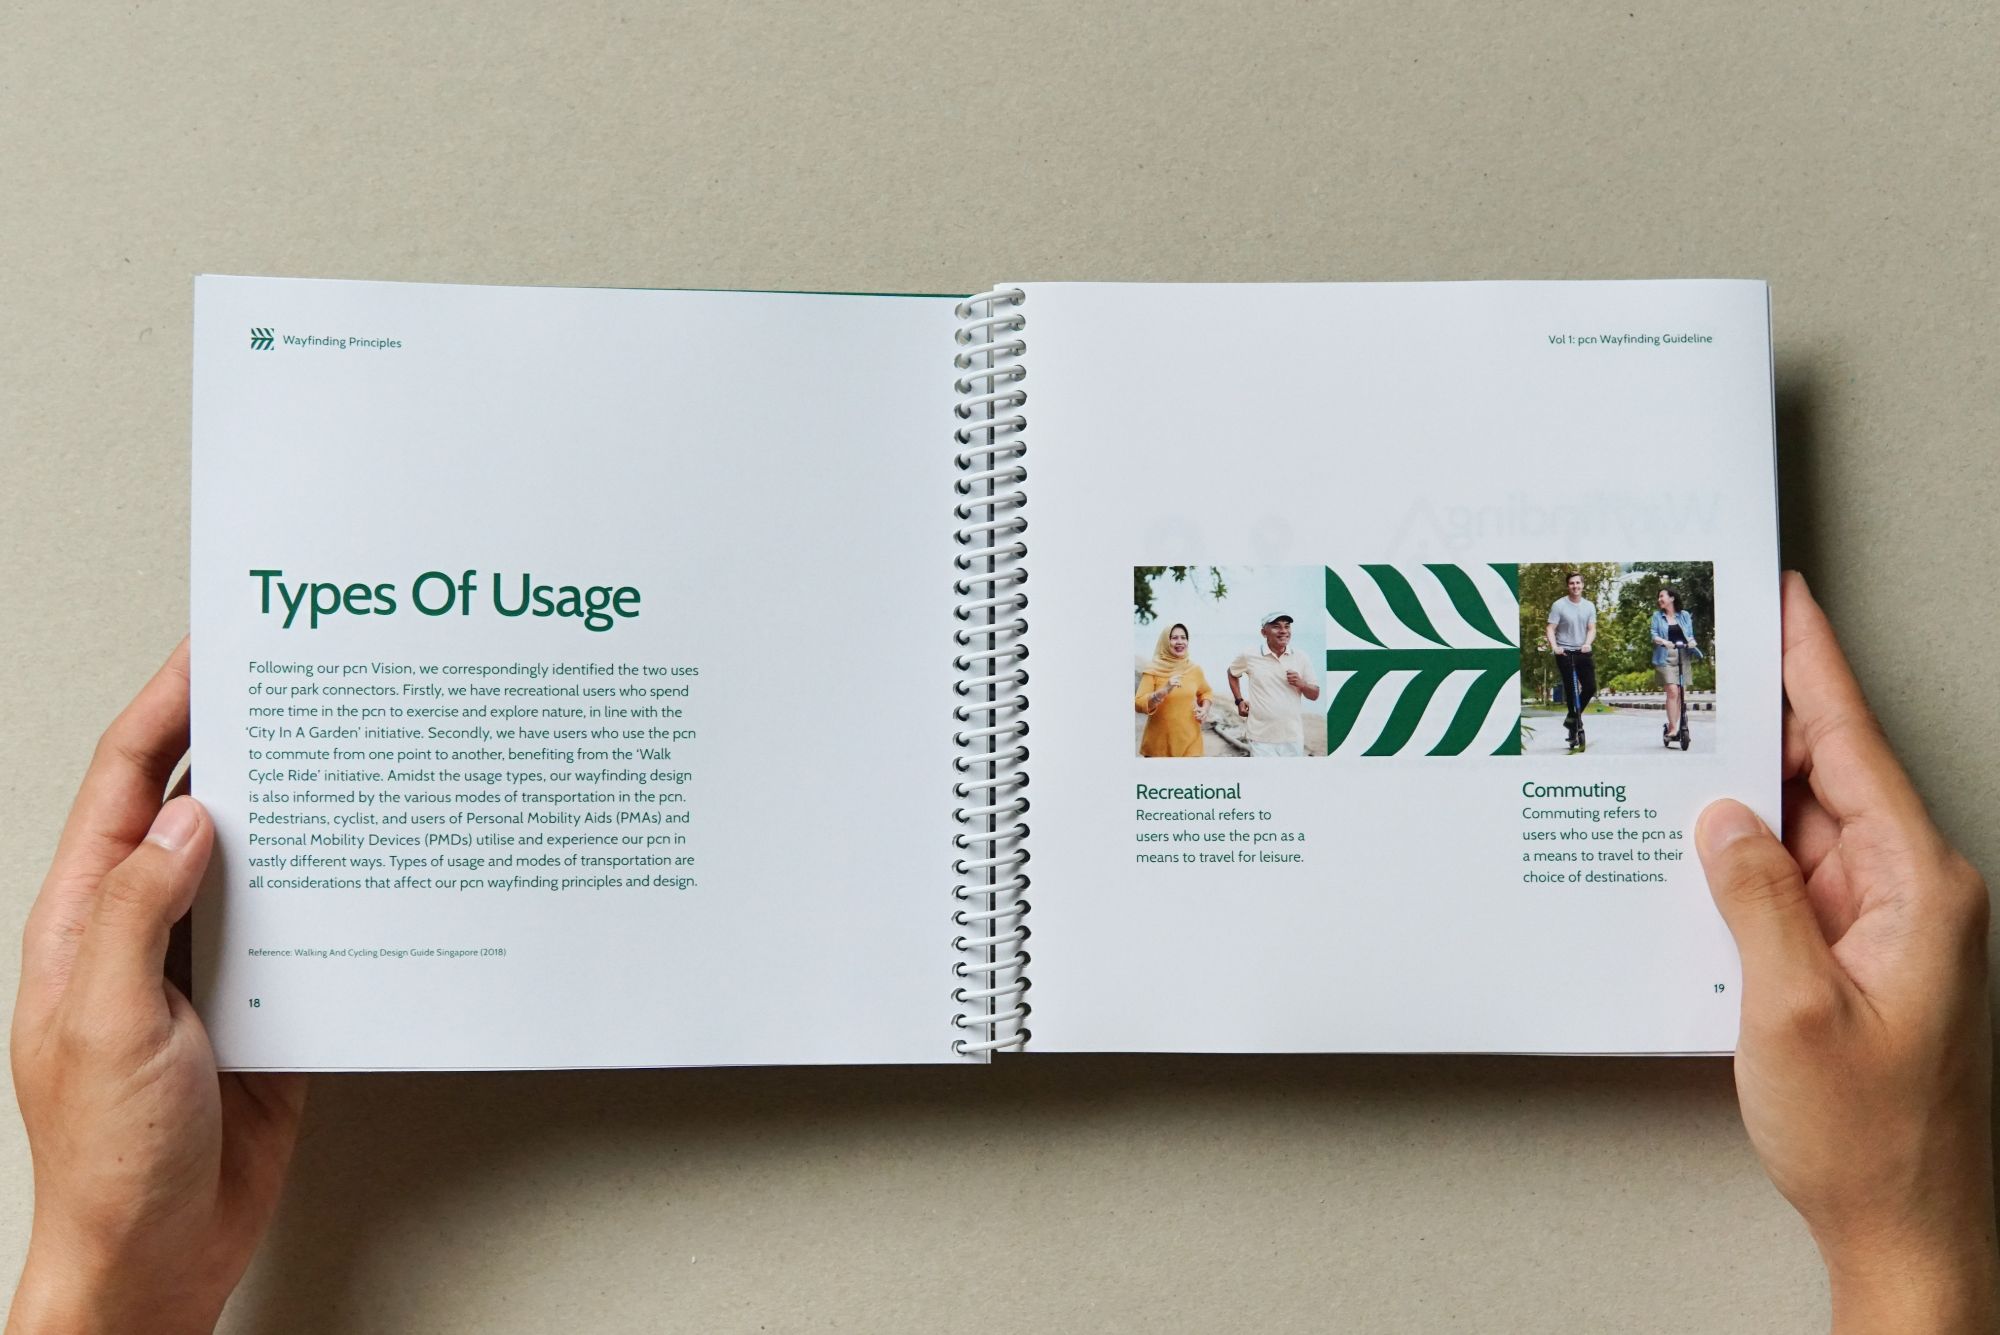 Wayfinding Principles
Types Of Usage
Following our pcn Vision, we correspondingly identified the two uses
of our park connectors. Firstly, we have recreational users who spend
more time in the pcn to exercise and explore nature, in line with the
‘City In A Garden’ initiative. Secondly, we have users who use the pcn
to commute from one point to another, benefiting from the ‘Walk
Cycle Ride’ initiative. Amidst the usage types, our wayfinding design
is also informed by the various modes of transportation in the pcn.
Pedestrians, cyclist, and users of Personal Mobility Aids (PMAs) and
Personal Mobility Devices (PMDs) utilise and experience our pcn in
vastly different ways. Types of usage and modes of transportation are
all considerations that affect our pcn wayfinding principles and design.
Reference: Walking And Cycling Design Guide Singapore (2018)
18
Vol 1: pcn Wayfinding Guideline
Recreational
Recreational refers to
users who use the pcn as a
means to travel for leisure.
Commuting
Commuting refers to
users who use the pcn as
a means to travel to their
choice of destinations.
19